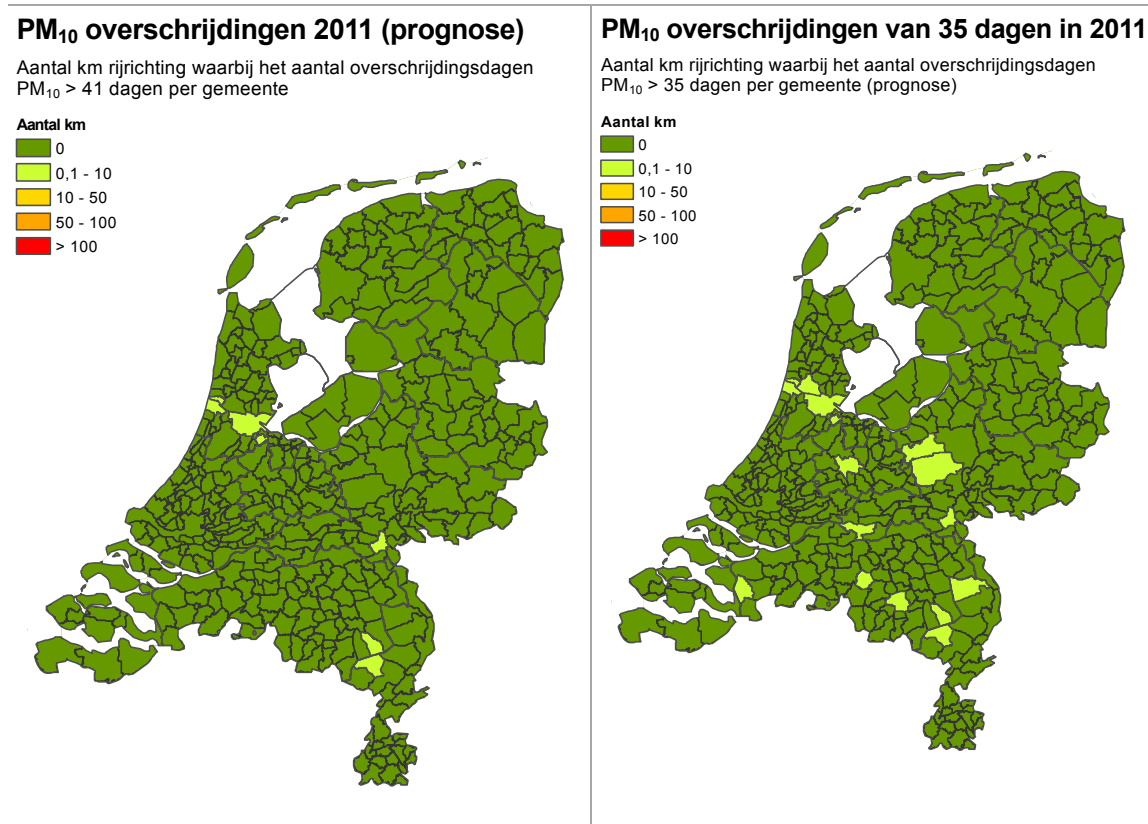 PM₁₀ overschrijdingen 2011 (prognose)
Aantal km rijrichting waarbij het aantal overschrijdingsdagen
PM₁₀ > 41 dagen per gemeente
Aantal km
0
0,1 - 10
10 - 50
50 - 100
> 100
PM₁₀ overschrijdingen van 35 dagen in 2011
Aantal km rijrichting waarbij het aantal overschrijdingsdagen
PM₁₀ > 35 dagen per gemeente (prognose)
Aantal km
0
0,1 - 10
10 - 50
50 - 100
> 100